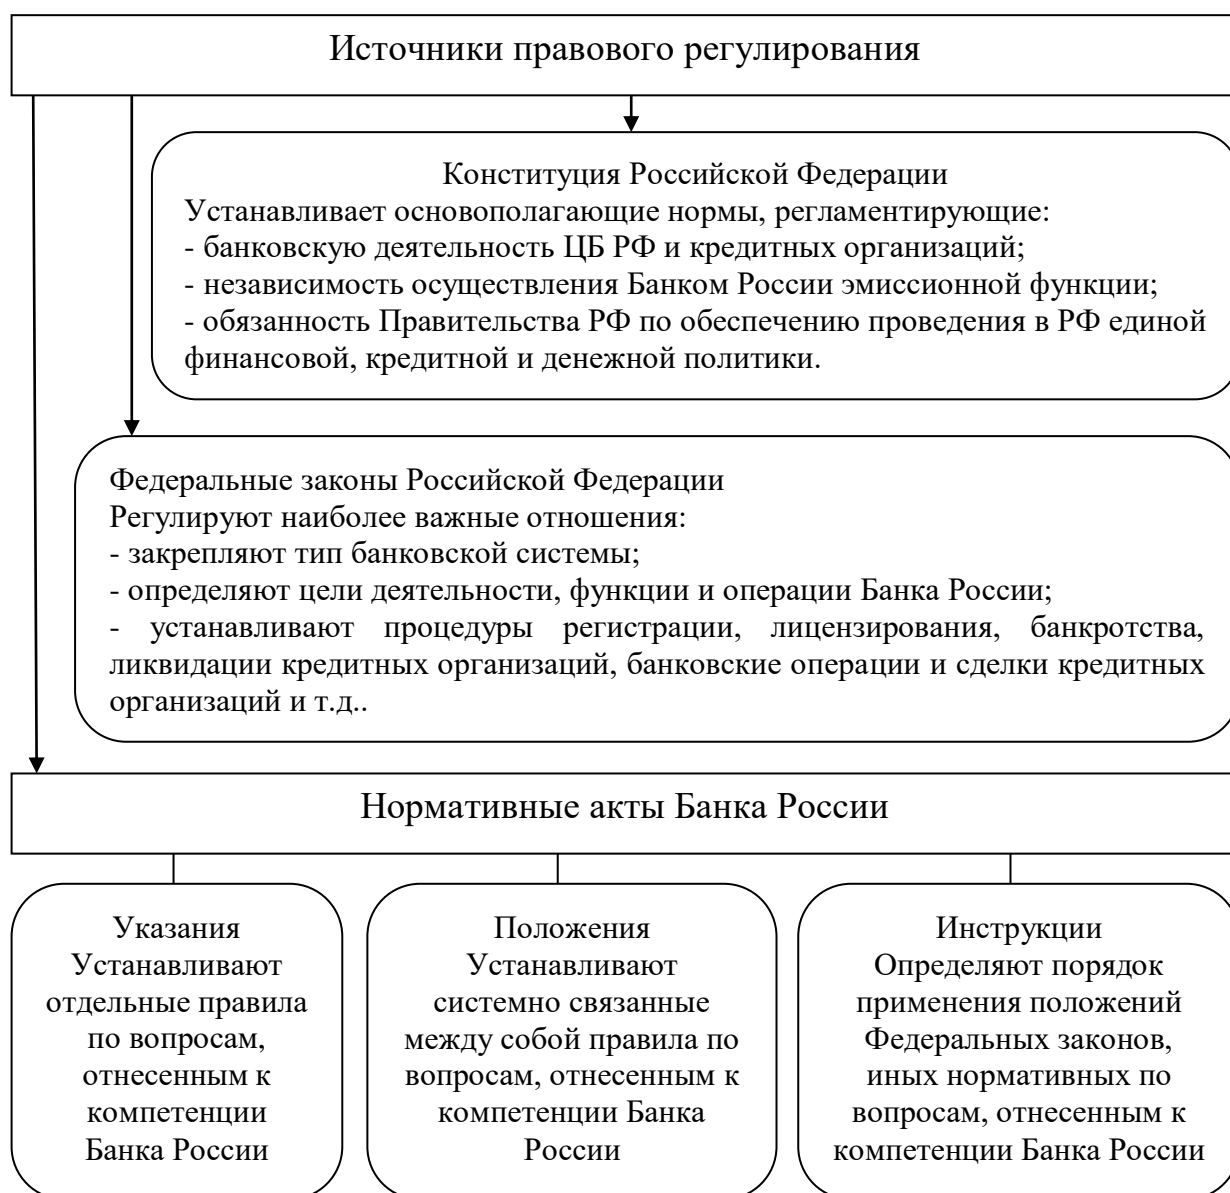 Источники правового регулирования
Конституция Российской Федерации
Устанавливает основополагающие нормы, регламентирующие:
- банковскую деятельность ЦБ РФ и кредитных организаций;
- независимость осуществления Банком России эмиссионной функции;
- обязанность Правительства РФ по обеспечению проведения в РФ единой
финансовой, кредитной и денежной политики.
Федеральные законы Российской Федерации
Регулируют наиболее важные отношения:
- закрепляют тип банковской системы;
- определяют цели деятельности, функции и операции Банка России;
- устанавливают процедуры регистрации, лицензирования, банкротства,
ликвидации кредитных организаций, банковские операции и сделки кредитных
организаций и т.д..
Нормативные акты Банка России
Указания
Устанавливают
отдельные правила
по вопросам,
отнесенным к
компетенции
Банка России
Положения
Устанавливают
системно связанные
между собой правила по
вопросам, отнесенным к
компетенции Банка
России
Инструкции
Определяют порядок
применения положений
Федеральных законов,
иных нормативных по
вопросам, отнесенным к
компетенции Банка России